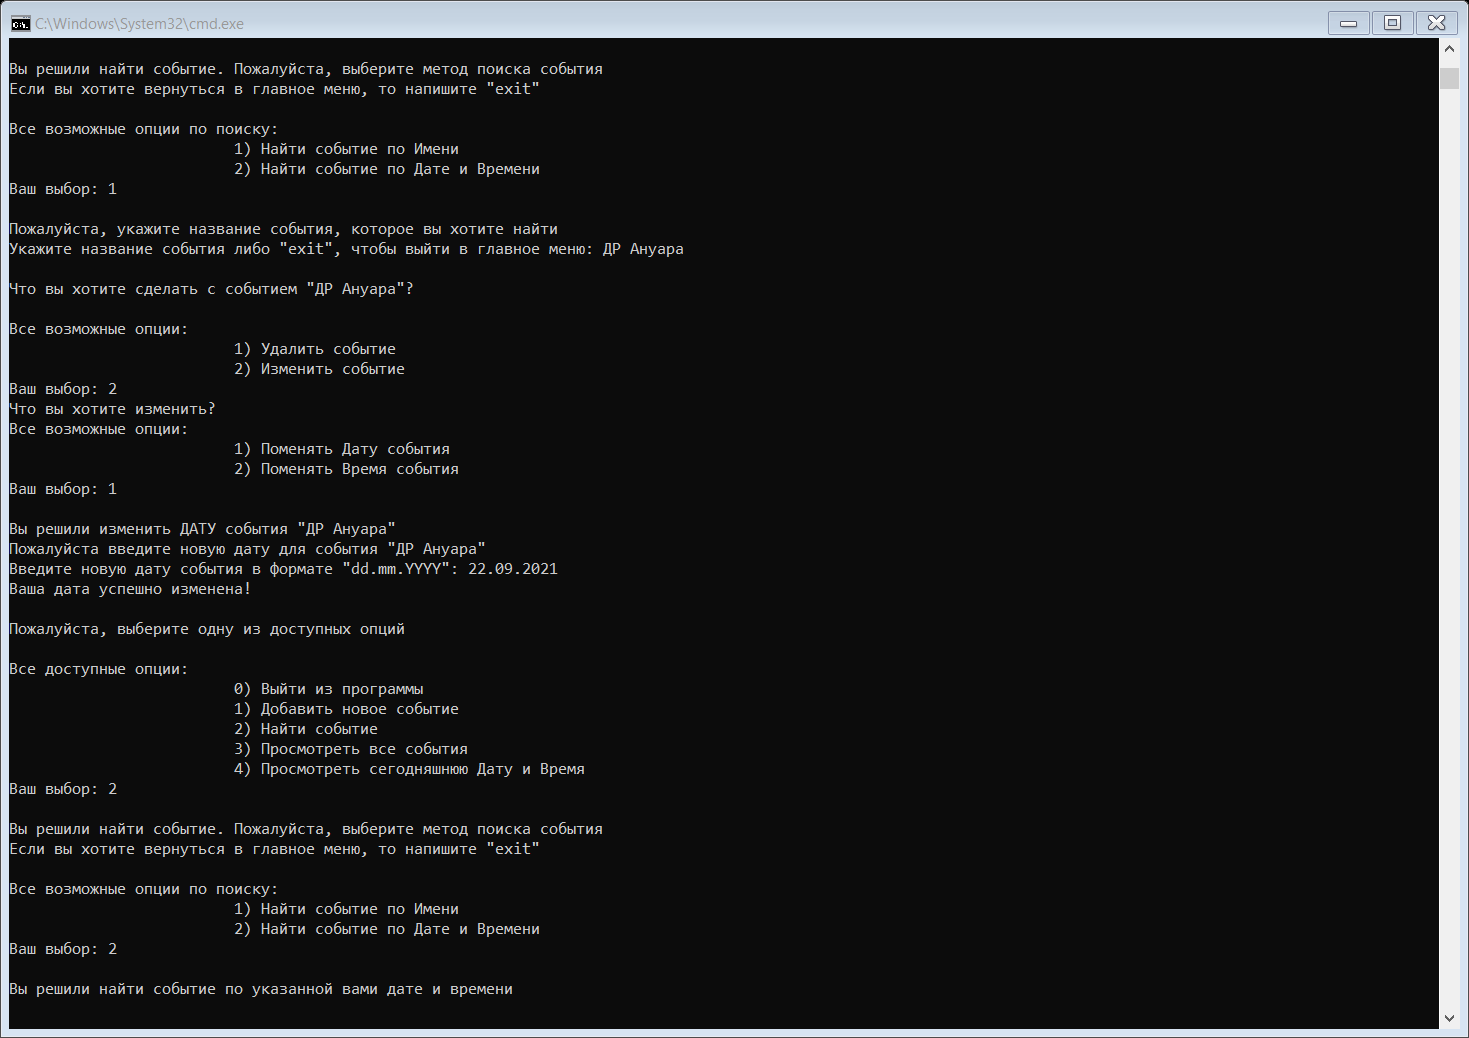 C:\Windows\System32\cmd.exe
Вы решили найти событие. Пожалуйста, выберите метод поиска события
Если вы хотите вернуться в главное меню, то напишите "exit"
Все возможные опции по поиску:
1) Найти событие по Имени
2) Найти событие по Дате и Времени
Ваш выбор: 1
Пожалуйста, укажите название события, которое вы хотите найти
Укажите название события либо "exit", чтобы выйти в главное меню: ДР Ануара
Что вы хотите сделать с событием "ДР Ануара"?
Все возможные опции:
1) Удалить событие
2) Изменить событие
Ваш выбор: 2
Что вы хотите изменить?
Все возможные опции:
1) Поменять Дату события
2) Поменять Время события
Ваш выбор: 1
Вы решили изменить ДАТУ события "ДР Ануара"
Пожалуйста введите новую дату для события "ДР Ануара"
Введите новую дату события в формате "dd.mm.YYYY": 22.09.2021
Ваша дата успешно изменена!
Пожалуйста, выберите одну из доступных опций
Все доступные опции:
0) Выйти из программы
1) Добавить новое событие
2) Найти событие
3) Просмотреть все события
4) Просмотреть сегодняшнюю Дату и Время
Ваш выбор: 2
Вы решили найти событие. Пожалуйста, выберите метод поиска события
Если вы хотите вернуться в главное меню, то напишите "exit"
Все возможные опции по поиску:
1) Найти событие по Имени
2) Найти событие по Дате и Времени
Ваш выбор: 2
Вы решили найти событие по указанной вами дате и времени